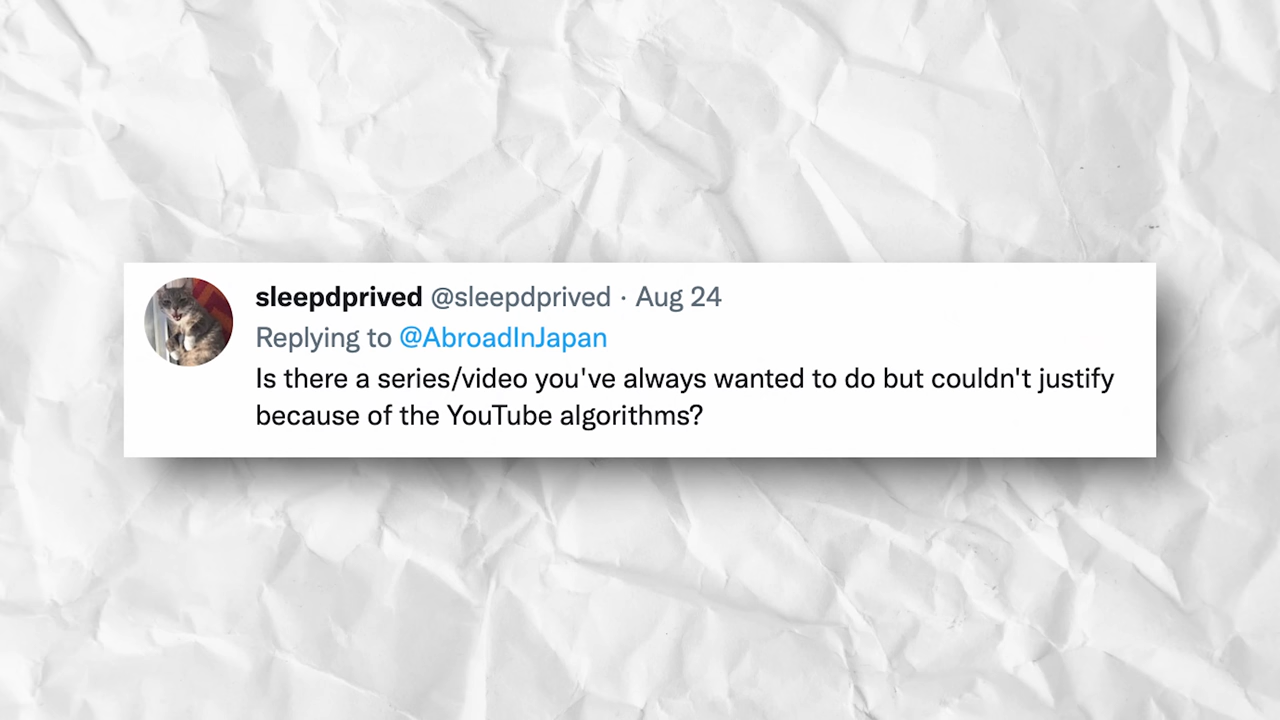 sleepdprived @sleepdprived · Aug 24
Replying to @AbroadInJapan
Is there a series/video you've always wanted to do but couldn't justify
because of the YouTube algorithms?